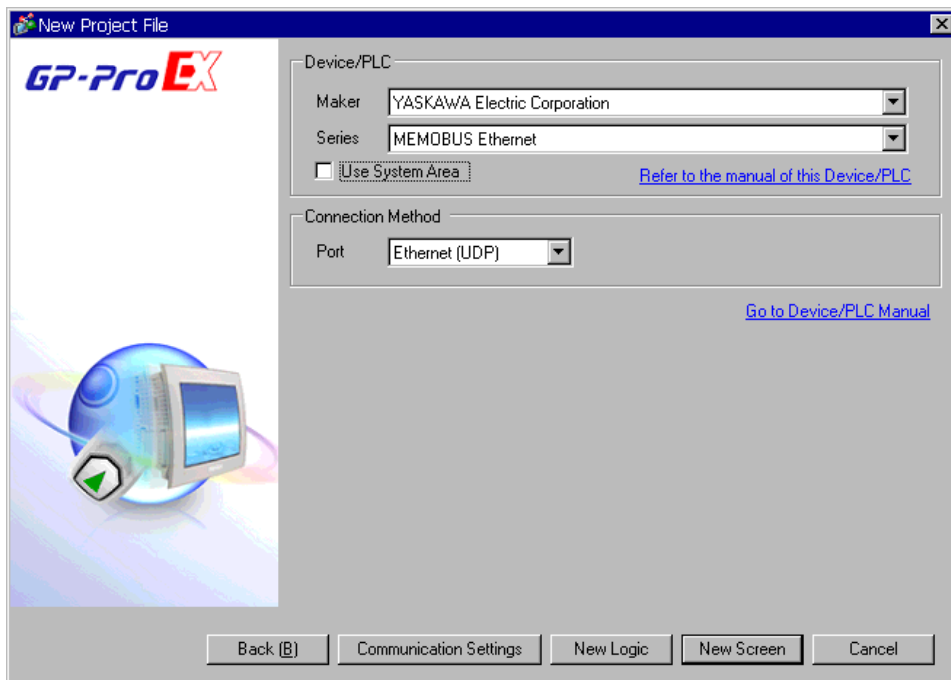 New Project File
GP-Pro EX
Device/PLC
Maker YASKAWA Electric Corporation
Series MEMOBUS Ethernet
Use System Area Refer to the manual of this Device/PLC
Connection Method
Port Ethernet (UDP)
Go to Device/PLC Manual
Back (B) Communication Settings New Logic New Screen Cancel